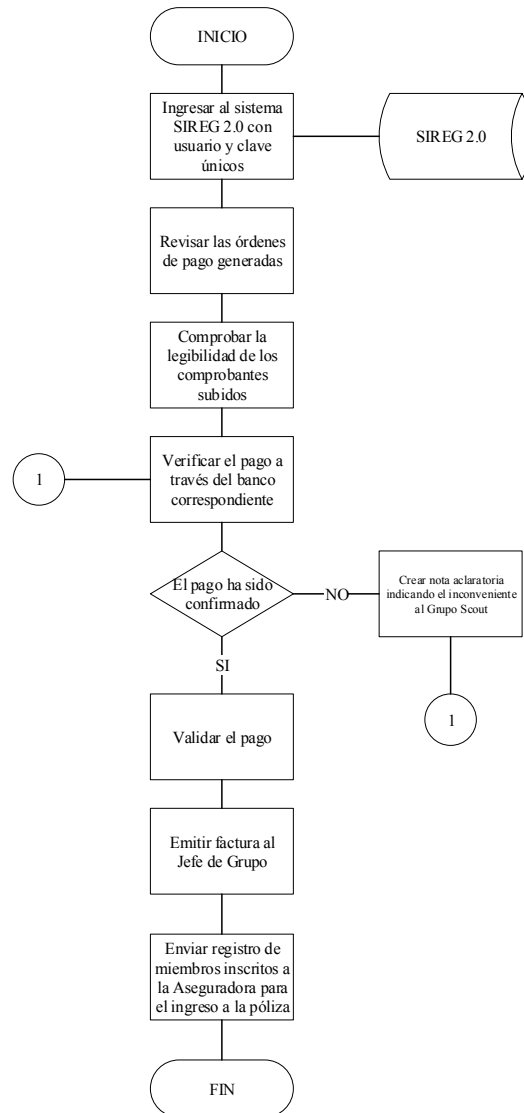 INICIO
Ingresar al sistema
SIREG 2.0 con
usuario y clave
únicos
SIREG 2.0
Revisar las órdenes
de pago generadas
Comprobar la
legibilidad de los
comprobantes
subidos
Verificar el pago a
través del banco
correspondiente
1
El pago ha sido
confirmado
NO
Crear nota aclaratoria
indicando el inconveniente
al Grupo Scout
1
SI
Validar el pago
Emitir factura al
Jefe de Grupo
Enviar registro de
miembros inscritos a
la Aseguradora para
el ingreso a la póliza
FIN